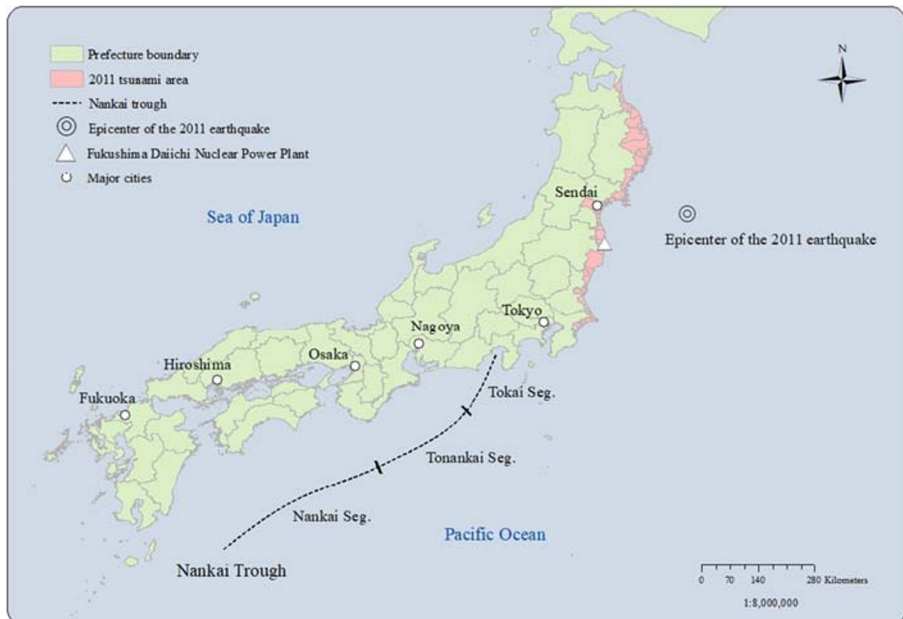 N
Prefecture boundary
2011 tsunami area
Nankai trough
Epicenter of the 2011 earthquake
Fukushima Daiichi Nuclear Power Plant
Major cities
Sendai
Sea of Japan
Epicenter of the 2011 earthquake
Tokyo
Nagoya
Osaka
Hiroshima
Fukuoka
Tokai Seg.
Tonankai Seg.
Nankai Seg.
Pacific Ocean
Nankai Trough
0 70 140 280 Kilometers
1:8,000,000